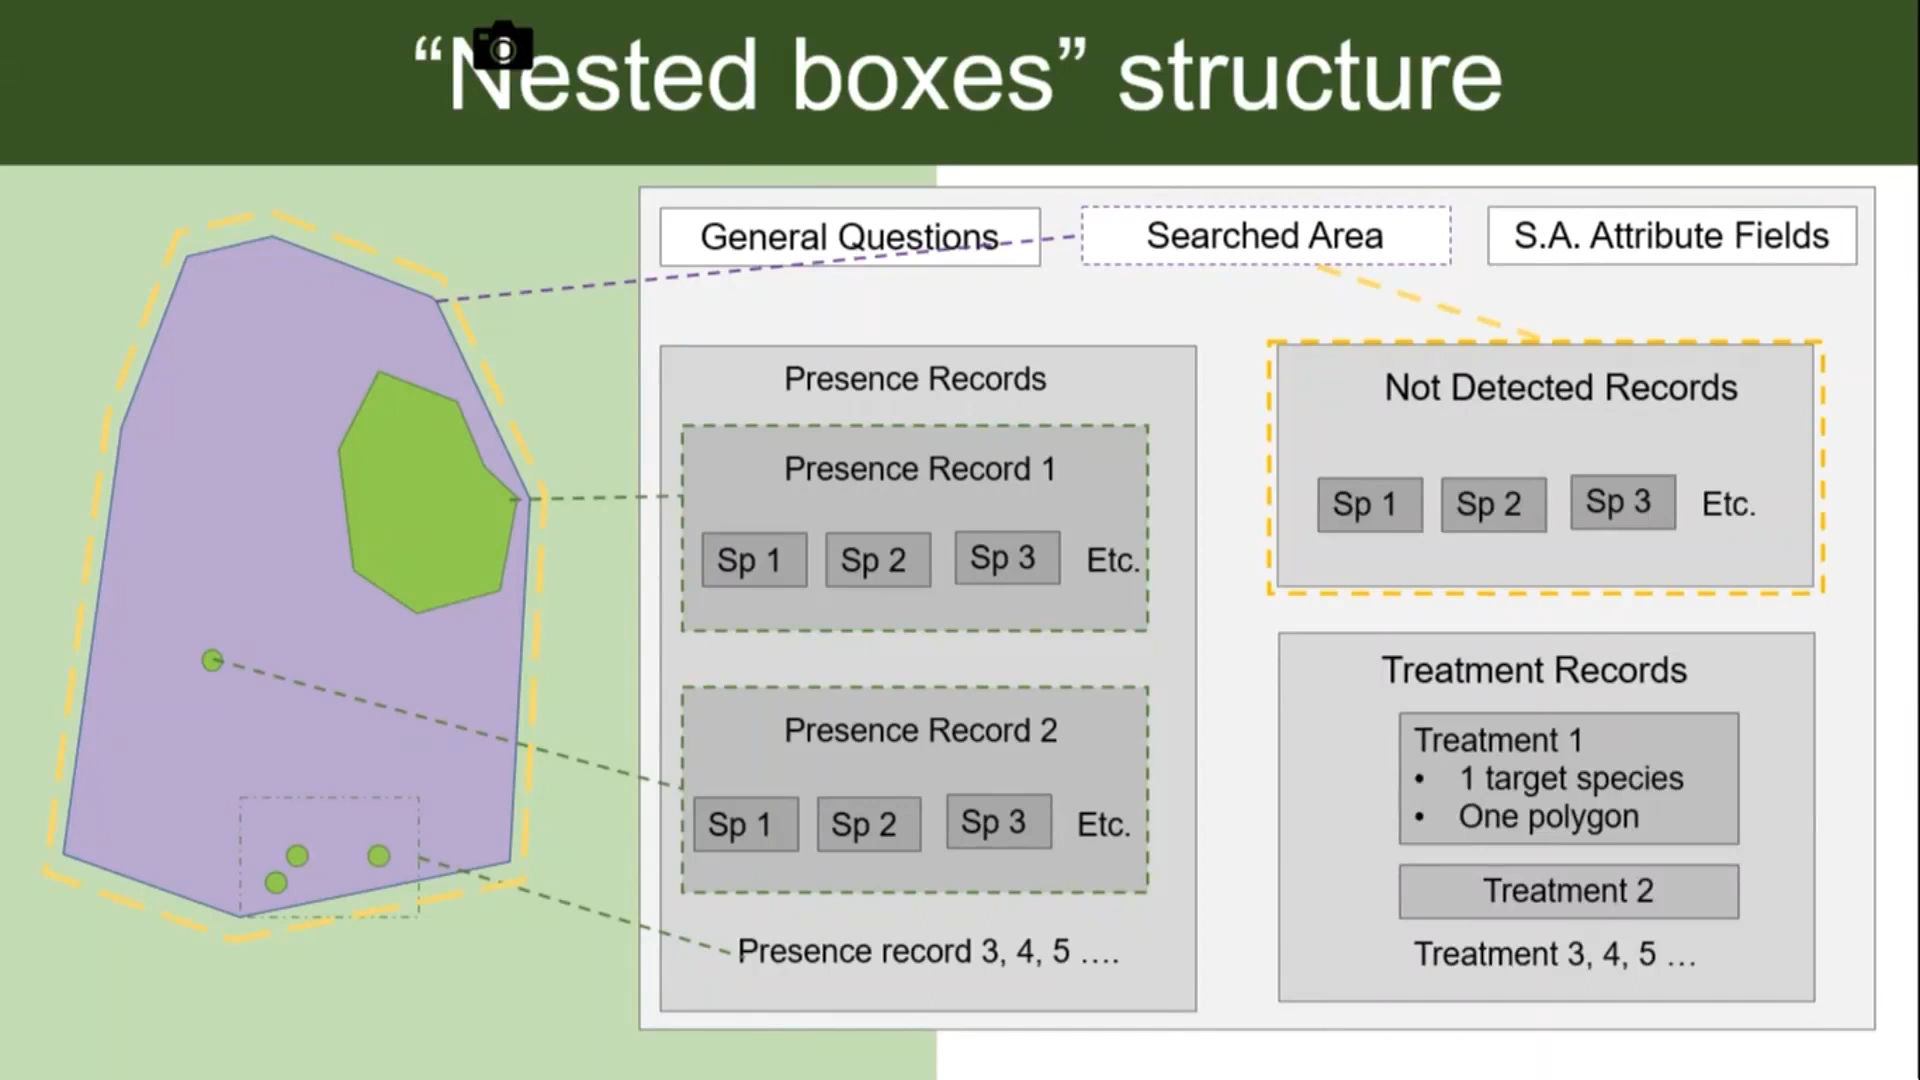 “Nested boxes” structure
General Questions
Searched Area
S.A. Attribute Fields
Presence Records
Presence Record 1
Sp 1 Sp 2 Sp 3 Etc.
Presence Record 2
Sp 1 Sp 2 Sp 3 Etc.
Presence record 3, 4, 5 ….
Not Detected Records
Sp 1 Sp 2 Sp 3 Etc.
Treatment Records
Treatment 1
• 1 target species
• One polygon
Treatment 2
Treatment 3, 4, 5 …